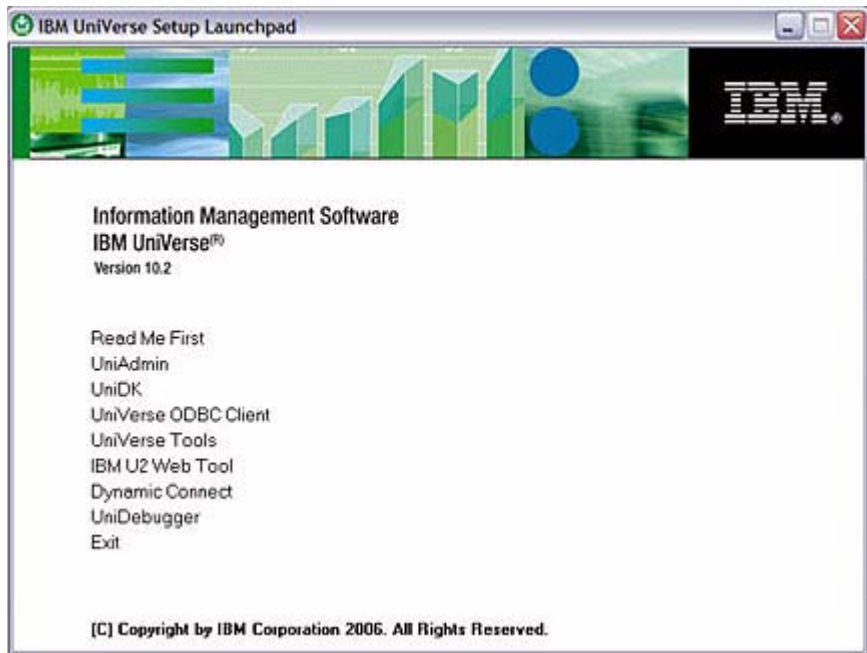 IBM UniVerse Setup Launchpad
IBM®
Information Management Software
IBM UniVerse(R)
Version 10.2
Read Me First
UniAdmin
UniDK
UniVerse ODBC Client
UniVerse Tools
IBM U2 Web Tool
Dynamic Connect
UniDebugger
Exit
(C) Copyright by IBM Corporation 2006. All Rights Reserved.